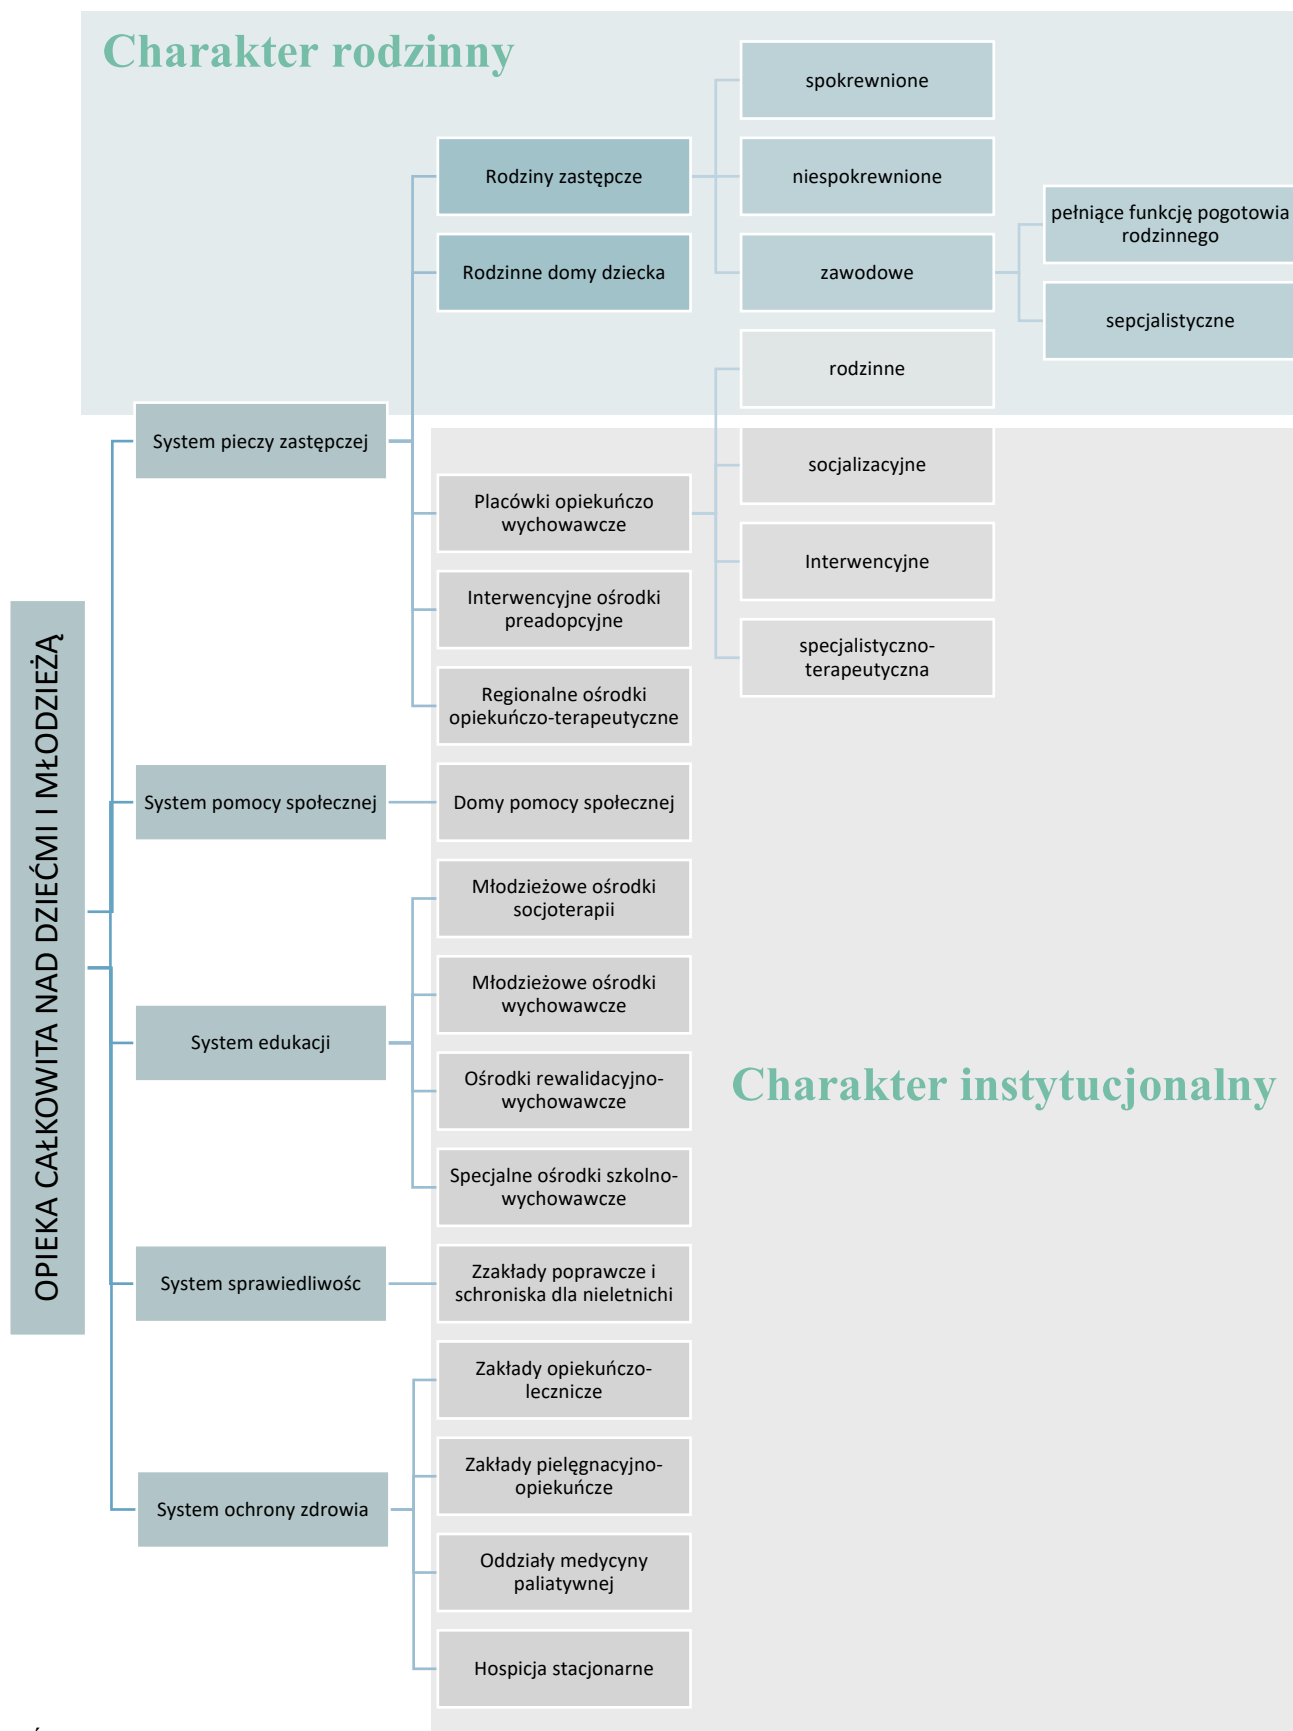 Charakter rodzinny
spokrewnione
Rodziny zastępcze
niespokrewnione
pełniące funkcję pogotowia
rodzinnego
Rodzinne domy dziecka
zawodowe
sepcjalistyczne
rodzinne
System pieczy zastępczej
socjalizacyjne
Placówki opiekuńczo
wychowawcze
Interwencyjne
Interwencyjne ośrodki
preadopcyjne
specjalistyczno-
terapeutyczna
Regionalne ośrodki
opiekuńczo-terapeutyczne
OPIEKA CAŁKOWITA NAD DZIEĆMI I MŁODZIEŻĄ
System pomocy społecznej
Domy pomocy społecznej
Młodzieżowe ośrodki
socjoterapii
Młodzieżowe ośrodki
wychowawcze
System edukacji
Ośrodki rewalidacyjno-
wychowawcze
Charakter instytucjonalny
Specjalne ośrodki szkolno-
wychowawcze
System sprawiedliwośc
Zzakłady poprawcze i
schroniska dla nieletnichi
Zakłady opiekuńczo-
lecznicze
Zakłady pielęgnacyjno-
opiekuńcze
System ochrony zdrowia
Oddziały medycyny
paliatywnej
Hospicja stacjonarne